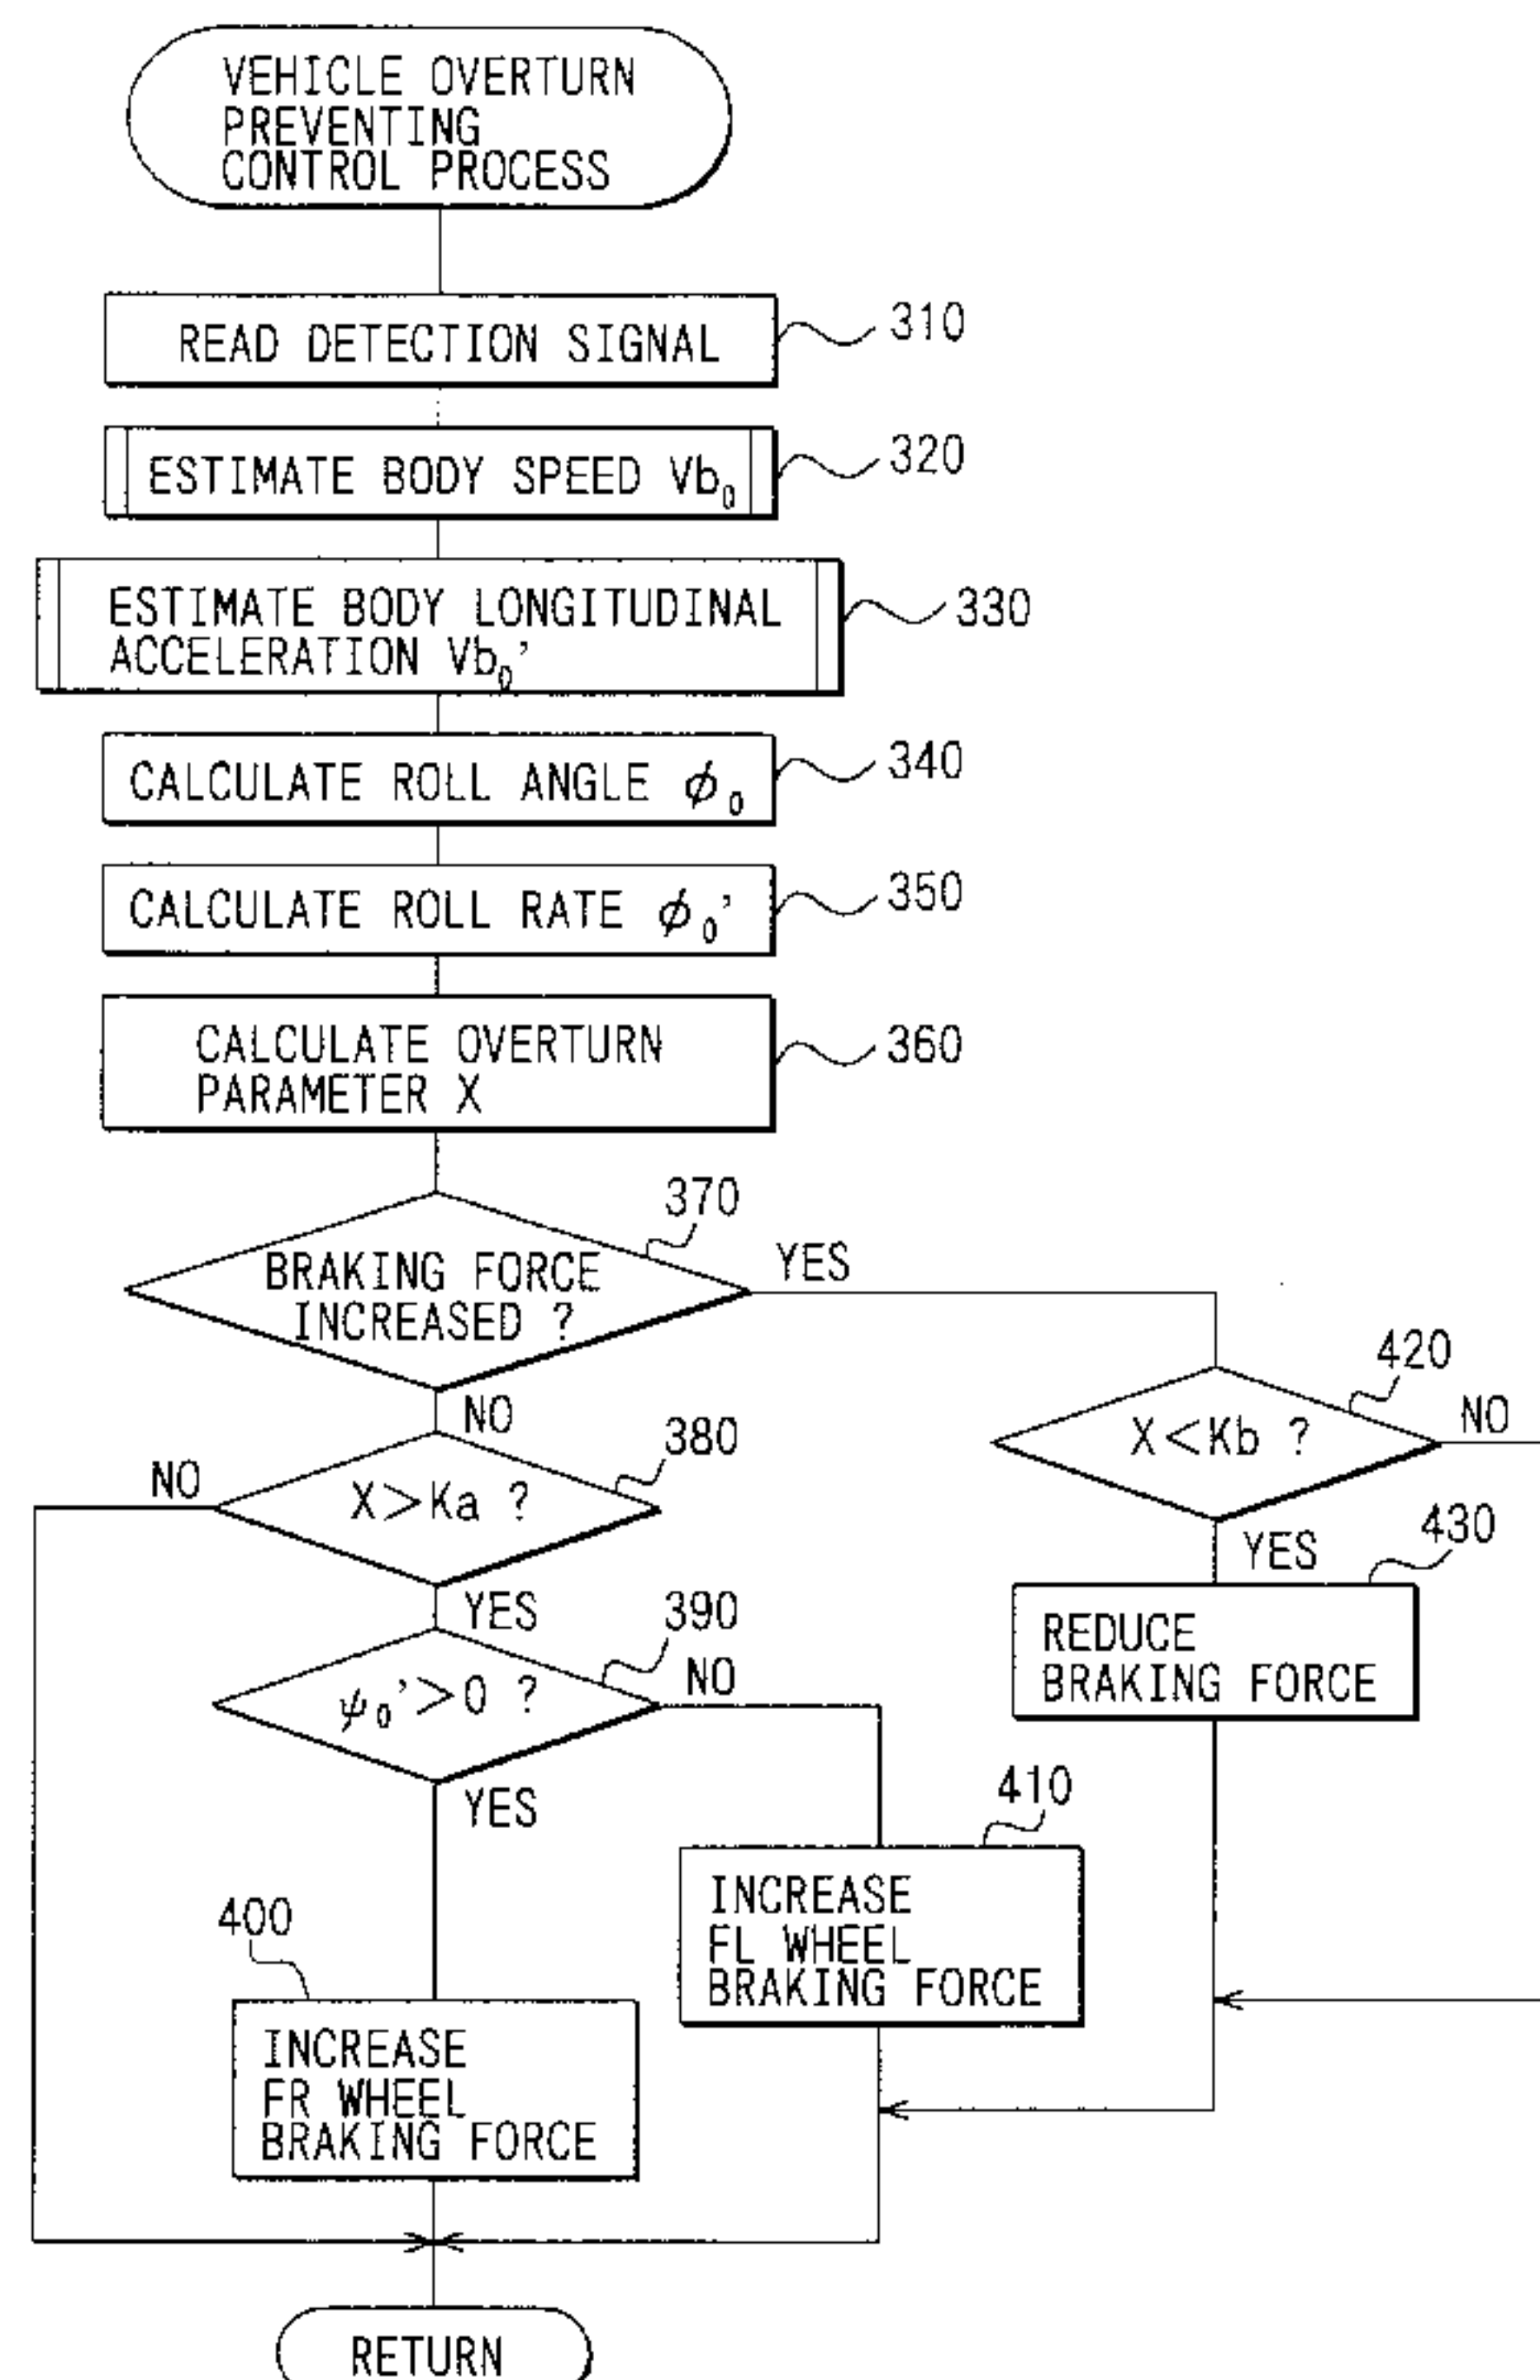 VEHICLE OVERTURN
PREVENTING
CONTROL PROCESS
READ DETECTION SIGNAL
310
ESTIMATE BODY SPEED Vb₀
320
ESTIMATE BODY LONGITUDINAL
ACCELERATION Vb₀'
330
CALCULATE ROLL ANGLE ϕ₀
340
CALCULATE ROLL RATE ϕ₀'
350
CALCULATE OVERTURN
PARAMETER X
360
370
BRAKING FORCE
INCREASED ?
YES
NO
420
X<Kb ?
NO
YES
380
X>Ka ?
NO
YES
430
REDUCE
BRAKING FORCE
390
ψ₀'>0 ?
NO
YES
410
INCREASE
FL WHEEL
BRAKING FORCE
400
INCREASE
FR WHEEL
BRAKING FORCE
RETURN